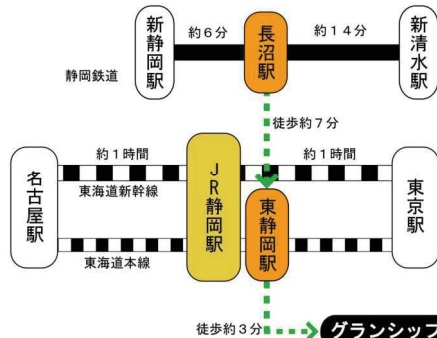 新静岡駅
約6分
長沼駅
約14分
新清水駅
静岡鉄道
徒歩約7分
名古屋駅
約1時間
東海道新幹線
JR静岡駅
約1時間
東静岡駅
東京駅
東海道本線
徒歩約3分
グランシップ